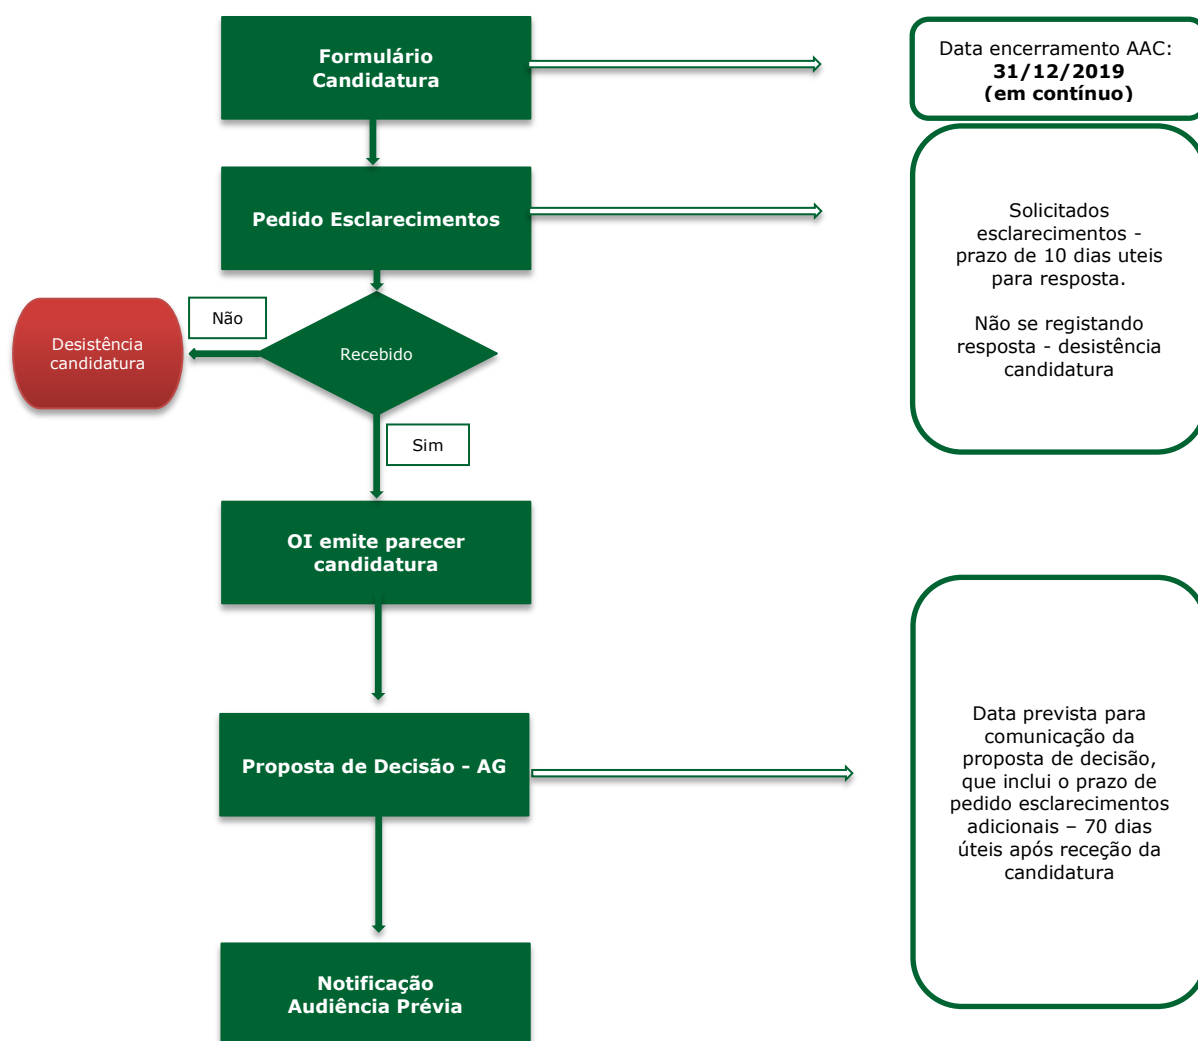 Formulário
Candidatura
Data encerramento AAC:
31/12/2019
(em contínuo)
Pedido Esclarecimentos
Solicitados
esclarecimentos -
prazo de 10 dias uteis
para resposta.
Não se registando
resposta - desistência
candidatura
Não
Desistência
candidatura
Recebido
Sim
OI emite parecer
candidatura
Proposta de Decisão – AG
Data prevista para
comunicação da
proposta de decisão,
que inclui o prazo de
pedido esclarecimentos
adicionais – 70 dias
úteis após receção da
candidatura
Notificação
Audiência Prévia